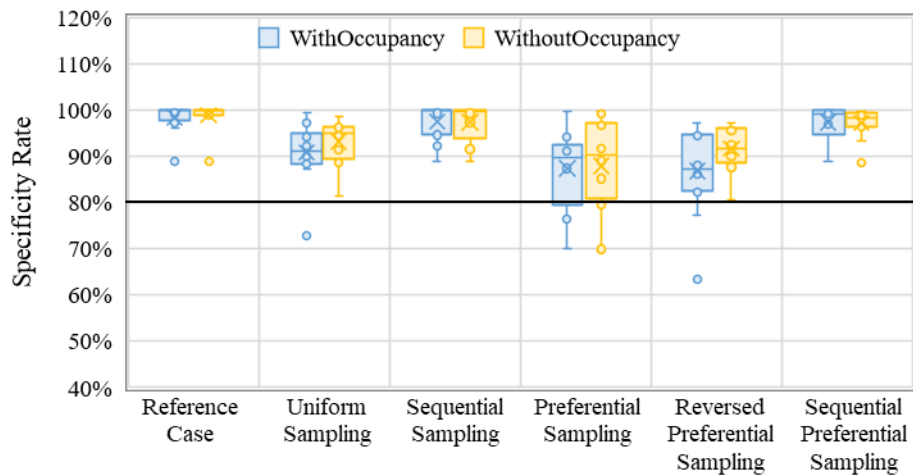 120%
WithOccupancy WithoutOccupancy
110%
100%
90%
80%
70%
60%
50%
40%
Specificity Rate
Reference
Case
Uniform
Sampling
Sequential
Sampling
Preferential
Sampling
Reversed
Preferential
Sampling
Sequential
Preferential
Sampling